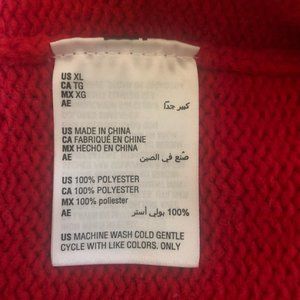 US XL
CA TG
MX XG
AE كبير جدًا
US MADE IN CHINA
CA FABRIQUÉ EN CHINE
MX HECHO EN CHINA
AE صنع في الصين
US 100% POLYESTER
CA 100% POLYESTER
MX 100% poliester
AE 100% بولي أستر
US MACHINE WASH COLD GENTLE
CYCLE WITH LIKE COLORS. ONLY